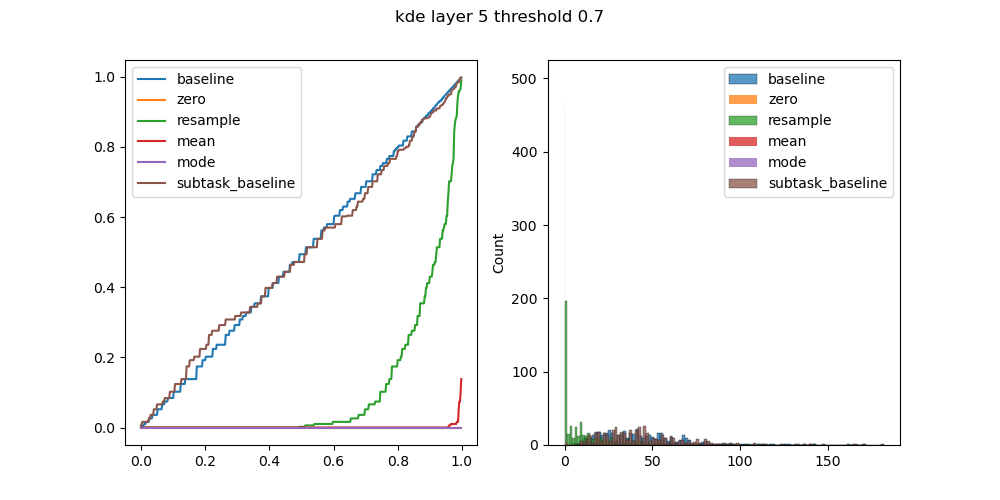 kde layer 5 threshold 0.7
baseline
zero
resample
mean
mode
subtask_baseline
1.0
0.8
0.6
0.4
0.2
0.0
0.0 0.2 0.4 0.6 0.8 1.0
baseline
zero
resample
mean
mode
subtask_baseline
Count
500
400
300
200
100
0
0 50 100 150